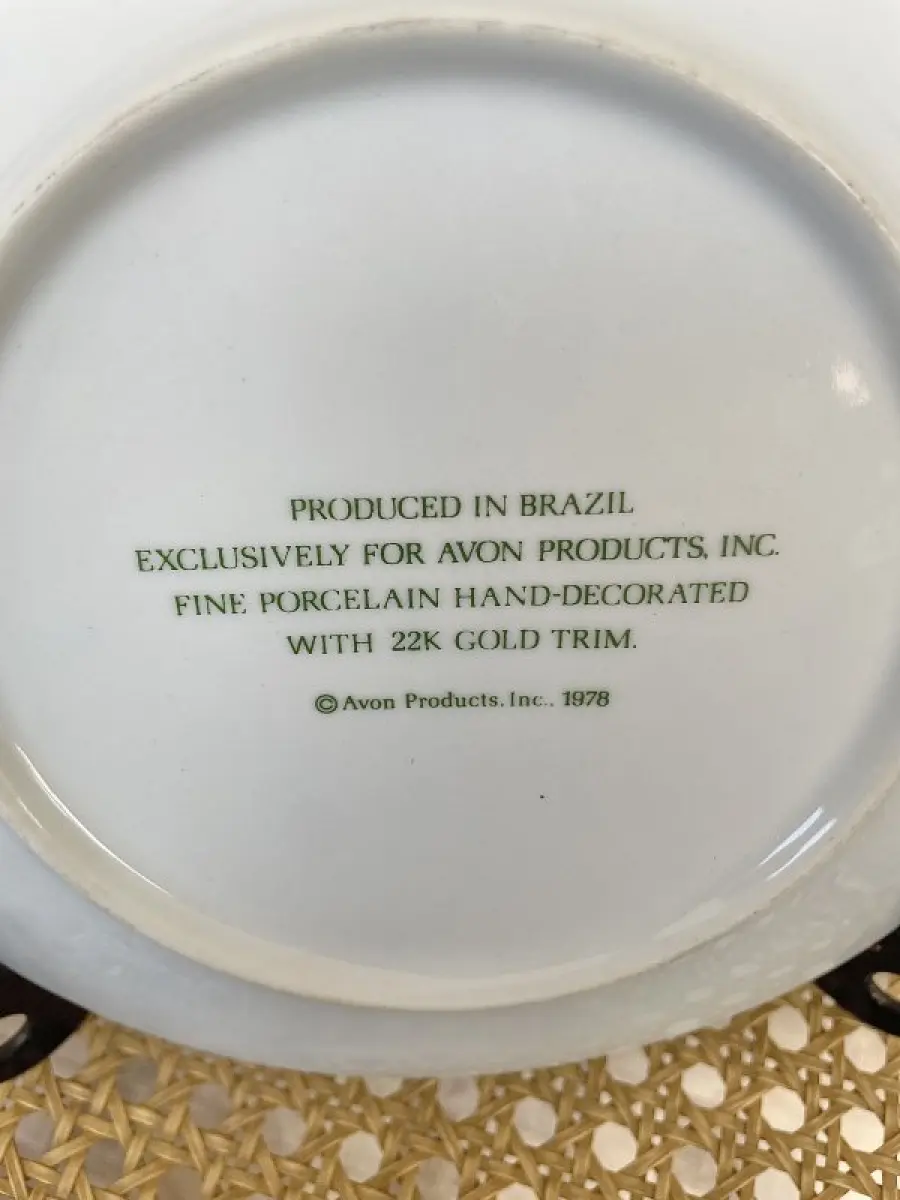 PRODUCED IN BRAZIL
EXCLUSIVELY FOR AVON PRODUCTS, INC.
FINE PORCELAIN HAND-DECORATED
WITH 22K GOLD TRIM.
©Avon Products, Inc., 1978